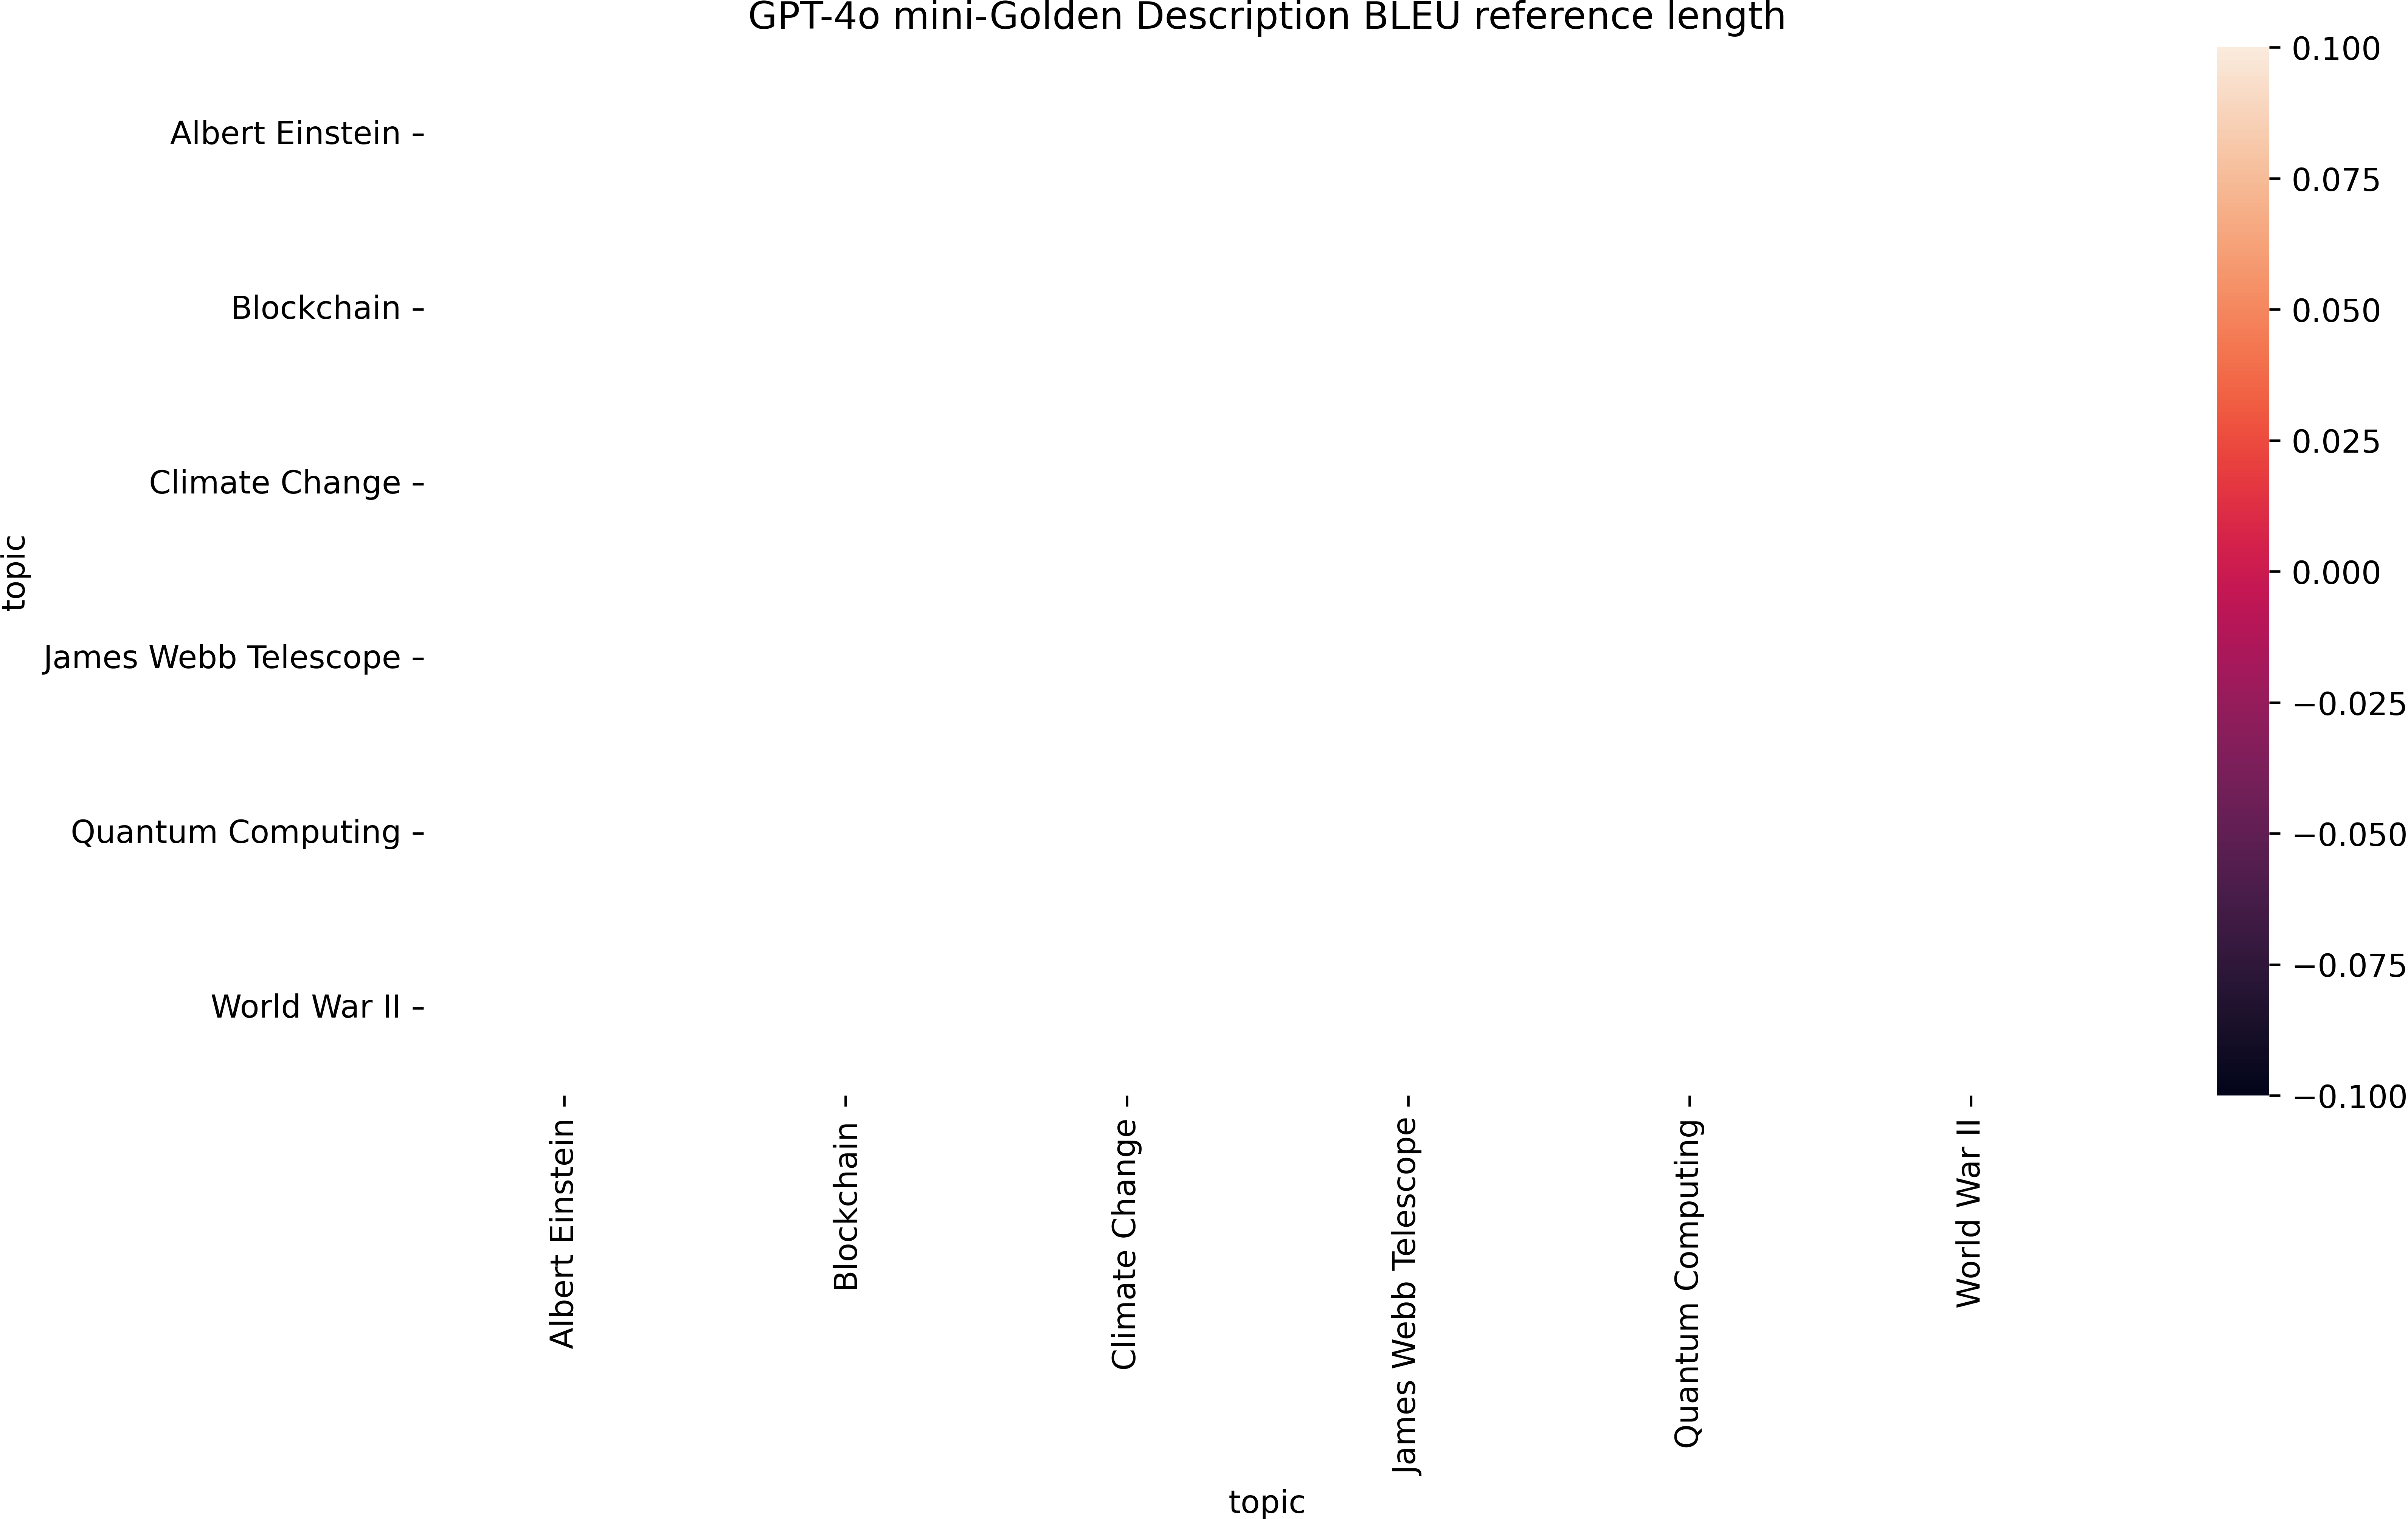 GPT-4o mini-Golden Description BLEU reference length
topic
Albert Einstein
Blockchain
Climate Change
James Webb Telescope
Quantum Computing
World War II
Albert Einstein
Blockchain
Climate Change
James Webb Telescope
Quantum Computing
World War II
topic
0.100
0.075
0.050
0.025
0.000
−0.025
−0.050
−0.075
−0.100